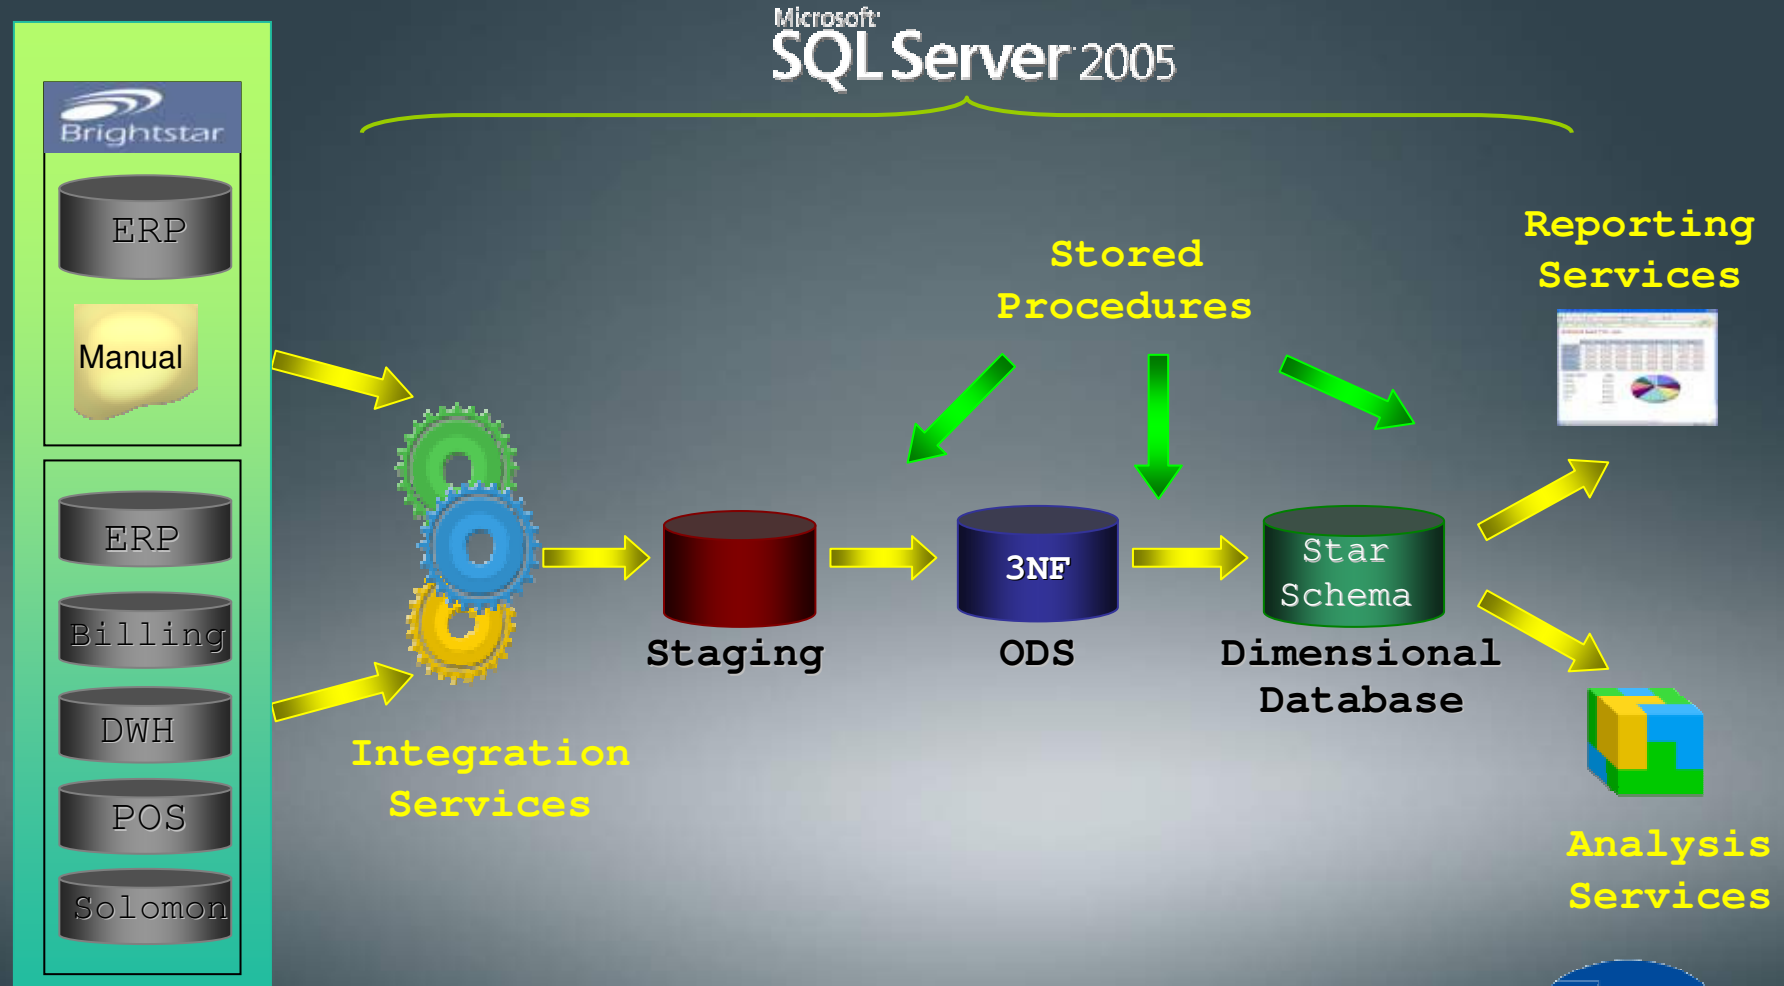 Microsoft
SQL Server 2005
Brightstar
ERP
Manual
ERP
Billing
DWH
POS
Solomon
Integration
Services
Staging
3NF
ODS
Stored
Procedures
Star
Schema
Dimensional
Database
Reporting
Services
Analysis
Services